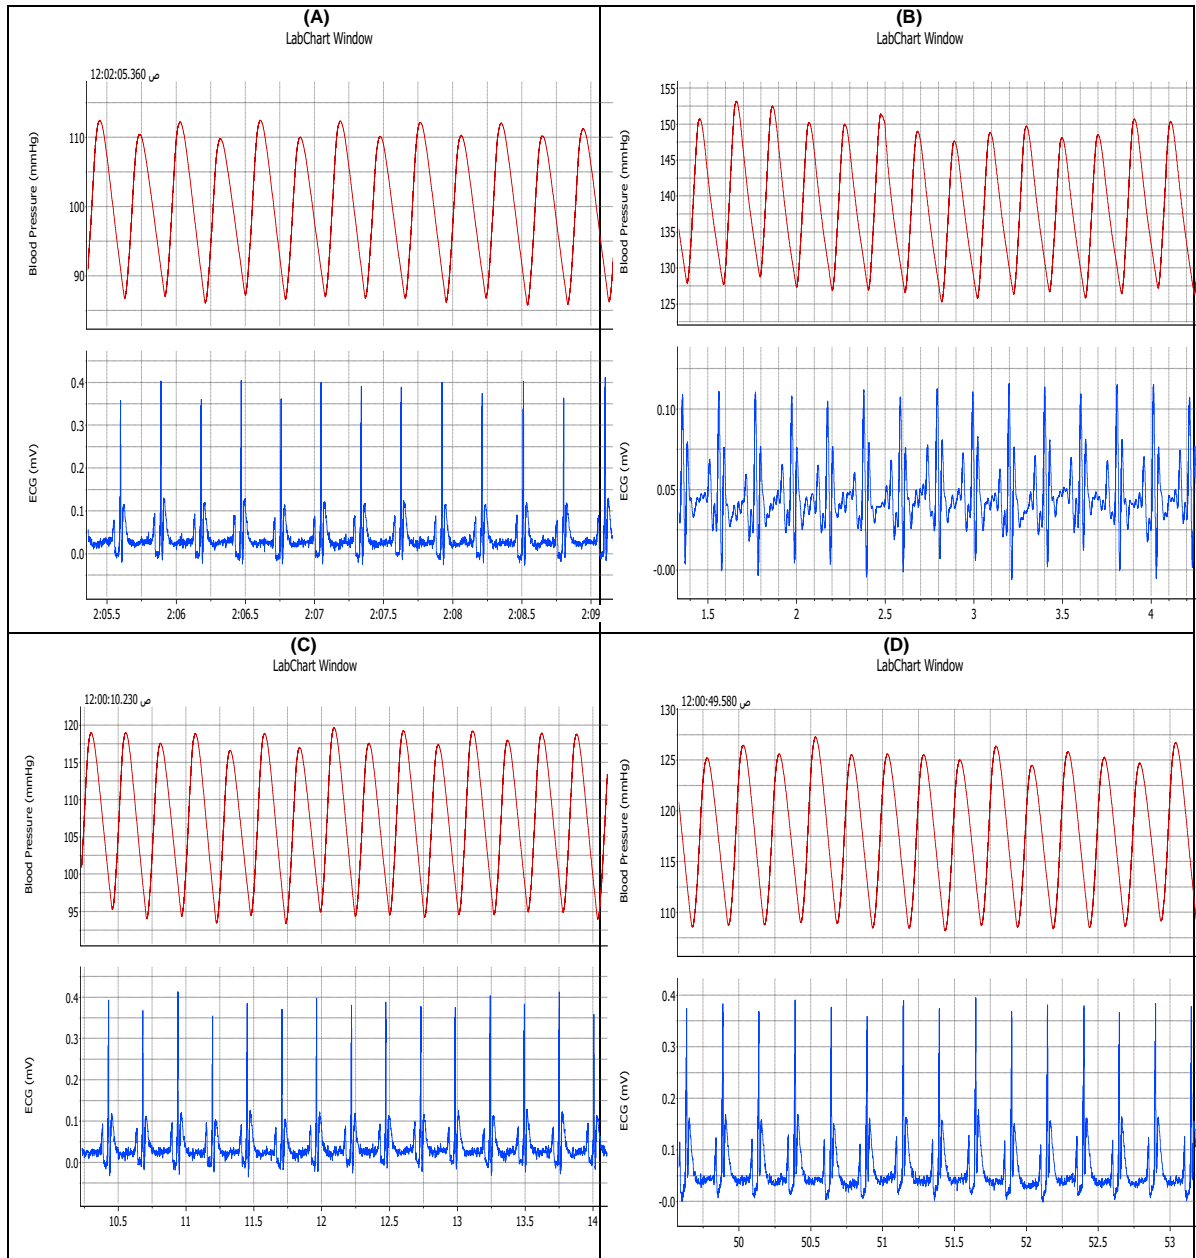 (A)
LabChart Window
12:02:05.360 ص
Blood Pressure (mmHg)
110
100
90
ECG (mV)
0.4
0.3
0.2
0.1
0.0
2:05.5 2:06 2:06.5 2:07 2:07.5 2:08 2:08.5 2:09
(B)
LabChart Window
Blood Pressure (mmHg)
155
150
145
140
135
130
125
ECG (mV)
0.10
0.05
-0.00
1.5 2 2.5 3 3.5 4
(C)
LabChart Window
12:00:10.230 ص
Blood Pressure (mmHg)
120
115
110
105
100
95
ECG (mV)
0.4
0.3
0.2
0.1
0.0
10.5 11 11.5 12 12.5 13 13.5 14
(D)
LabChart Window
12:00:49.580 ص
Blood Pressure (mmHg)
130
125
120
115
110
ECG (mV)
0.4
0.3
0.2
0.1
-0.0
50 51 52 53